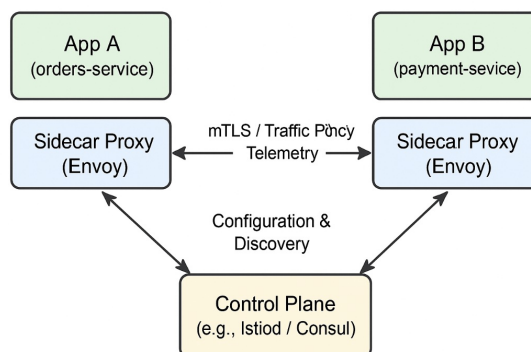 App A
(orders-service)
App B
(payment-sevice)
Sidecar Proxy
(Envoy)
mTLS / Traffic
Telemetry
Sidecar Proxy
(Envoy)
Configuration &
Discovery
Control Plane
(e.g., Istiod / Consul)